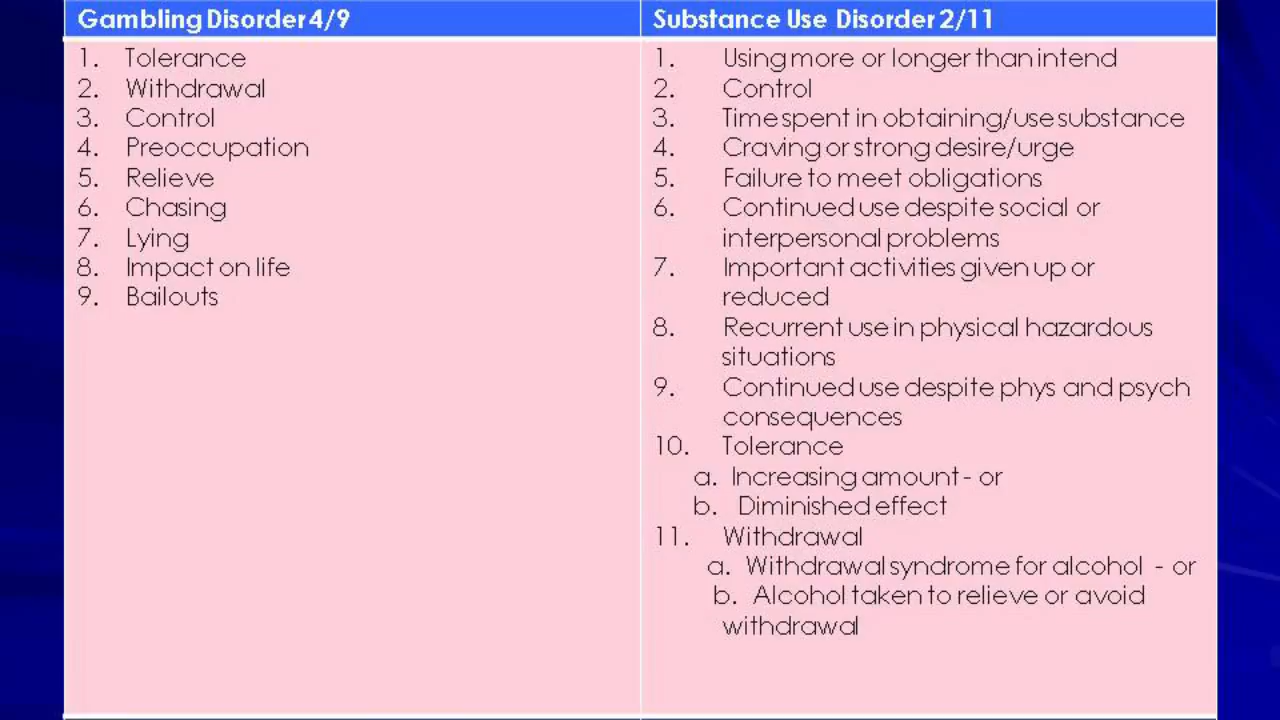 Gambling Disorder 4/9
1. Tolerance
2. Withdrawal
3. Control
4. Preoccupation
5. Relieve
6. Chasing
7. Lying
8. Impact on life
9. Bailouts
Substance Use Disorder 2/11
1. Using more or longer than intend
2. Control
3. Time spent in obtaining/use substance
4. Craving or strong desire/urge
5. Failure to meet obligations
6. Continued use despite social or
interpersonal problems
7. Important activities given up or
reduced
8. Recurrent use in physical hazardous
situations
9. Continued use despite phys and psych
consequences
10. Tolerance
a. Increasing amount - or
b. Diminished effect
11. Withdrawal
a. Withdrawal syndrome for alcohol - or
b. Alcohol taken to relieve or avoid
withdrawal